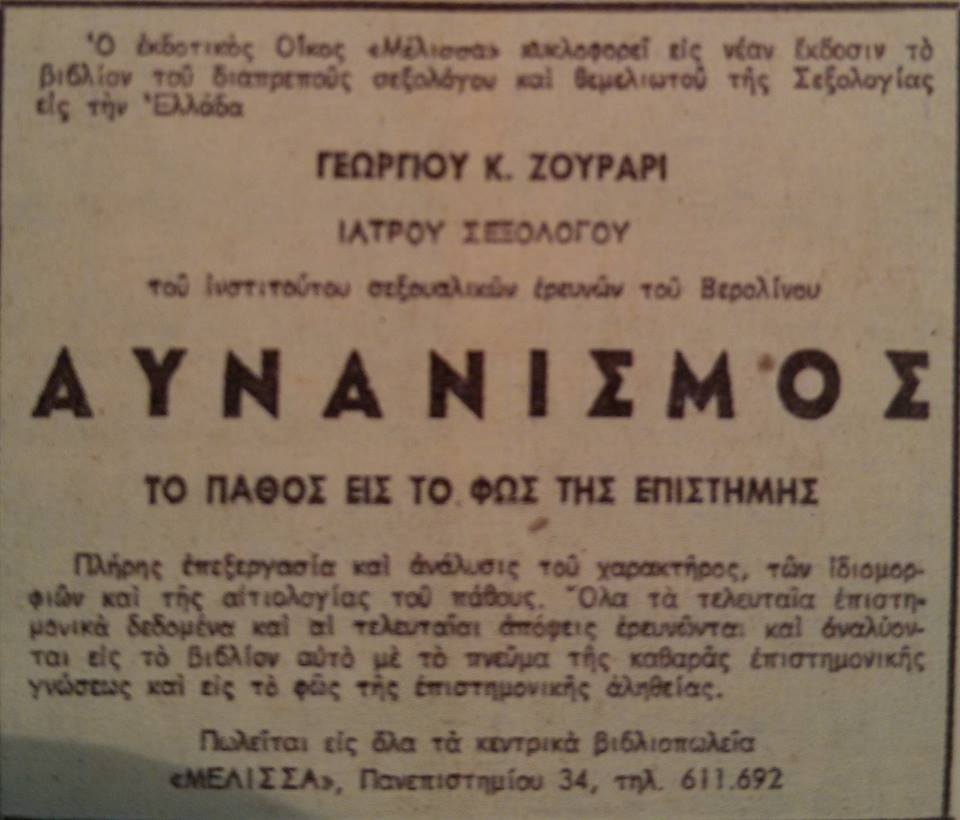 Ὁ ἐκδοτικὸς Οἶκος «Μέλισσα» κυκλοφορεῖ εἰς νέαν ἔκδοσιν τὸ
βιβλίον τοῦ διαπρεποῦς σεξολόγου καὶ θεμελιωτοῦ τῆς Σεξολογίας
εἰς τὴν Ἑλλάδα
ΓΕΩΡΓΙΟΥ Κ. ΖΟΥΡΑΡΙ
ΙΑΤΡΟΥ ΣΕΞΟΛΟΓΟΥ
τοῦ ἰνστιτούτου σεξουαλικῶν ἐρευνῶν τοῦ Βερολίνου
ΑΥΝΑΝΙΣΜΟΣ
ΤΟ ΠΑΘΟΣ ΕΙΣ ΤΟ ΦΩΣ ΤΗΣ ΕΠΙΣΤΗΜΗΣ
Πλήρης ἐπεξεργασία καὶ ἀνάλυσις τοῦ χαρακτῆρος, τῶν ἰδιομορ-
φιῶν καὶ τῆς αἰτιολογίας τοῦ πάθους. Ὅλα τὰ τελευταῖα ἐπιστη-
μονικὰ δεδομένα καὶ αἱ τελευταῖαι ἀπόψεις ἐρευνῶνται καὶ ἀναλύον-
ται εἰς τὸ βιβλίον αὐτὸ μὲ τὸ πνεῦμα τῆς καθαρᾶς ἐπιστημονικῆς
γνώσεως καὶ εἰς τὸ φῶς τῆς ἐπιστημονικῆς ἀληθείας.
Πωλεῖται εἰς ὅλα τὰ κεντρικὰ βιβλιοπωλεῖα
«ΜΕΛΙΣΣΑ», Πανεπιστημίου 34, τηλ. 611.692